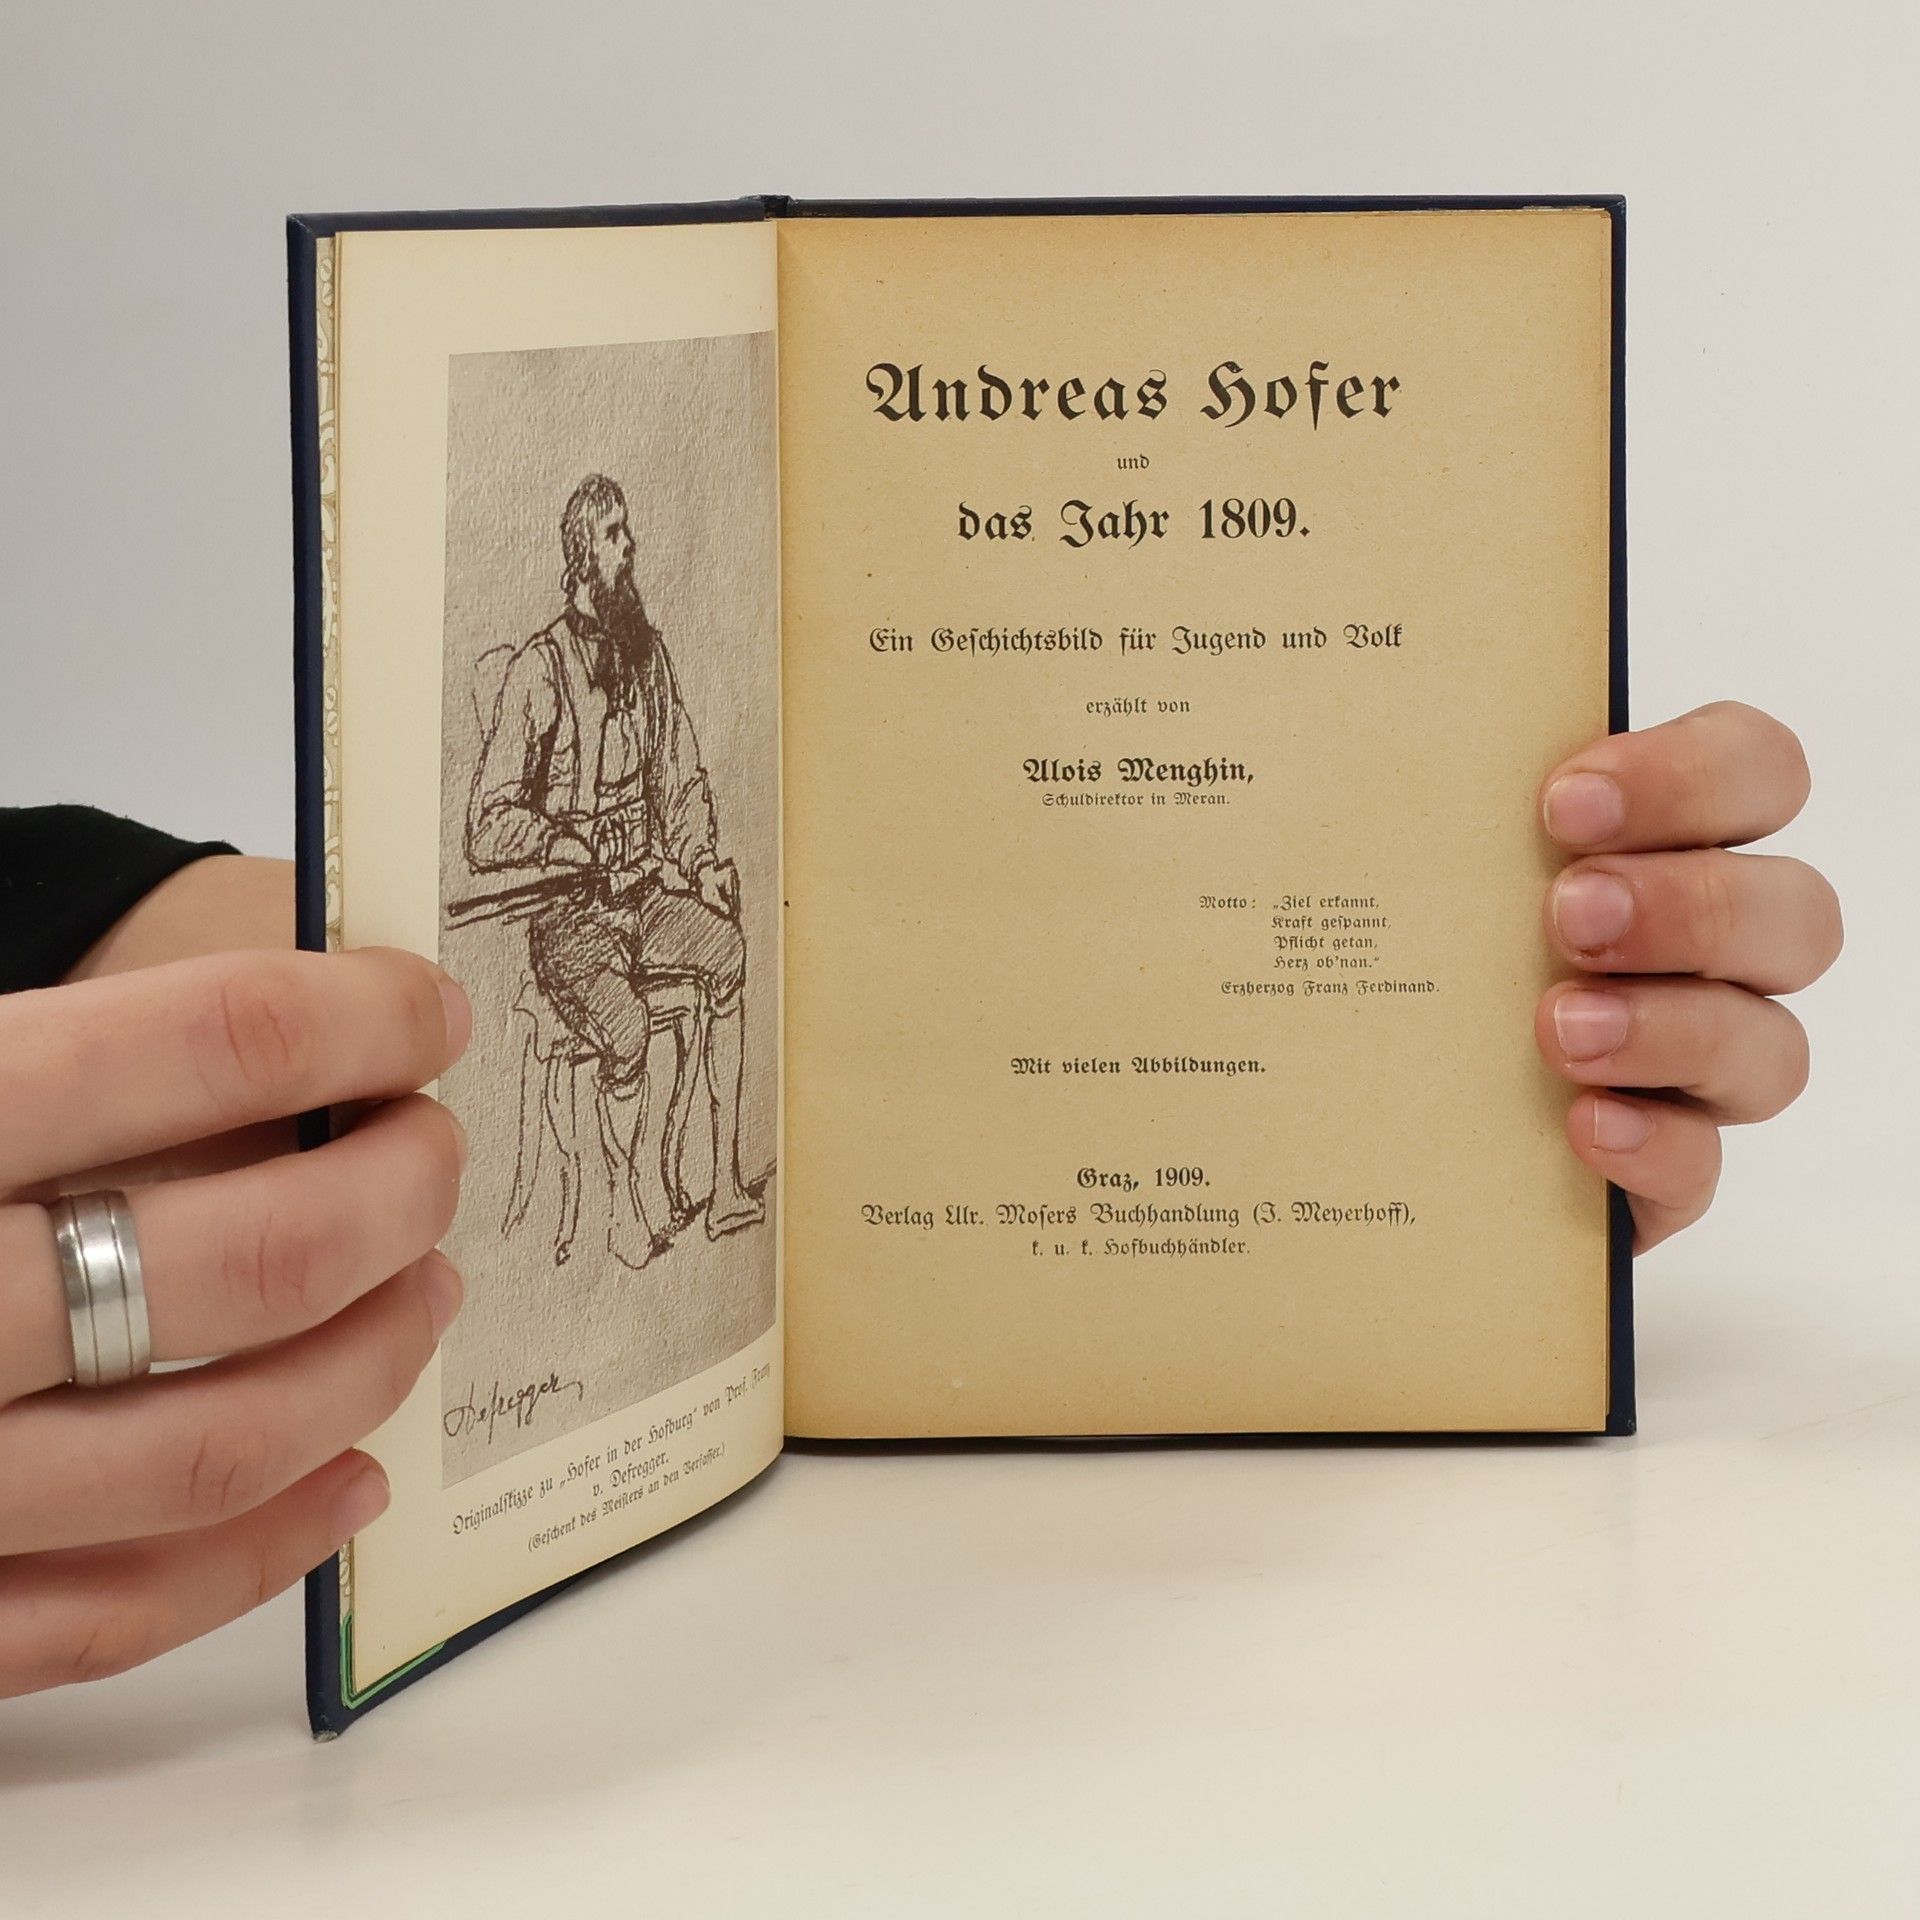 Defregger
Originalskizze zu „Hofer in der Hofburg“ von Prof. Franz
v. Defregger.
(Geschenk des Meisters an den Verfasser.)
Andreas Hofer
und
das Jahr 1809.
Ein Geschichtsbild für Jugend und Volk
erzählt von
Alois Menghin,
Schuldirektor in Meran.
Motto: „Ziel erkannt,
Kraft gespannt,
Pflicht getan,
Herz ob'nan.“
Erzherzog Franz Ferdinand.
Mit vielen Abbildungen.
Graz, 1909.
Verlag Ulr. Mosers Buchhandlung (J. Meyerhoff),
k. u. k. Hofbuchhändler.